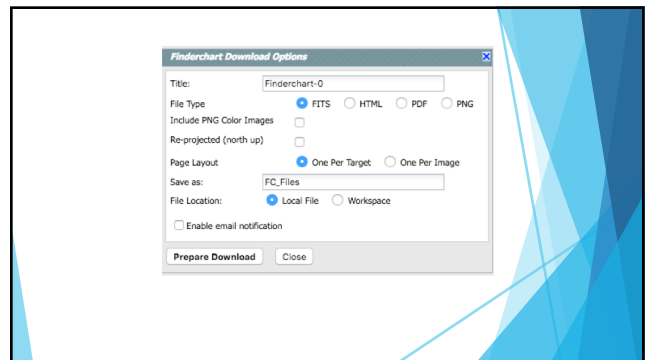 Finderchart Download Options
Title: Finderchart-0
File Type FITS HTML PDF PNG
Include PNG Color Images
Re-projected (north up)
Page Layout One Per Target One Per Image
Save as: FC_Files
File Location: Local File Workspace
Enable email notification
Prepare Download Close